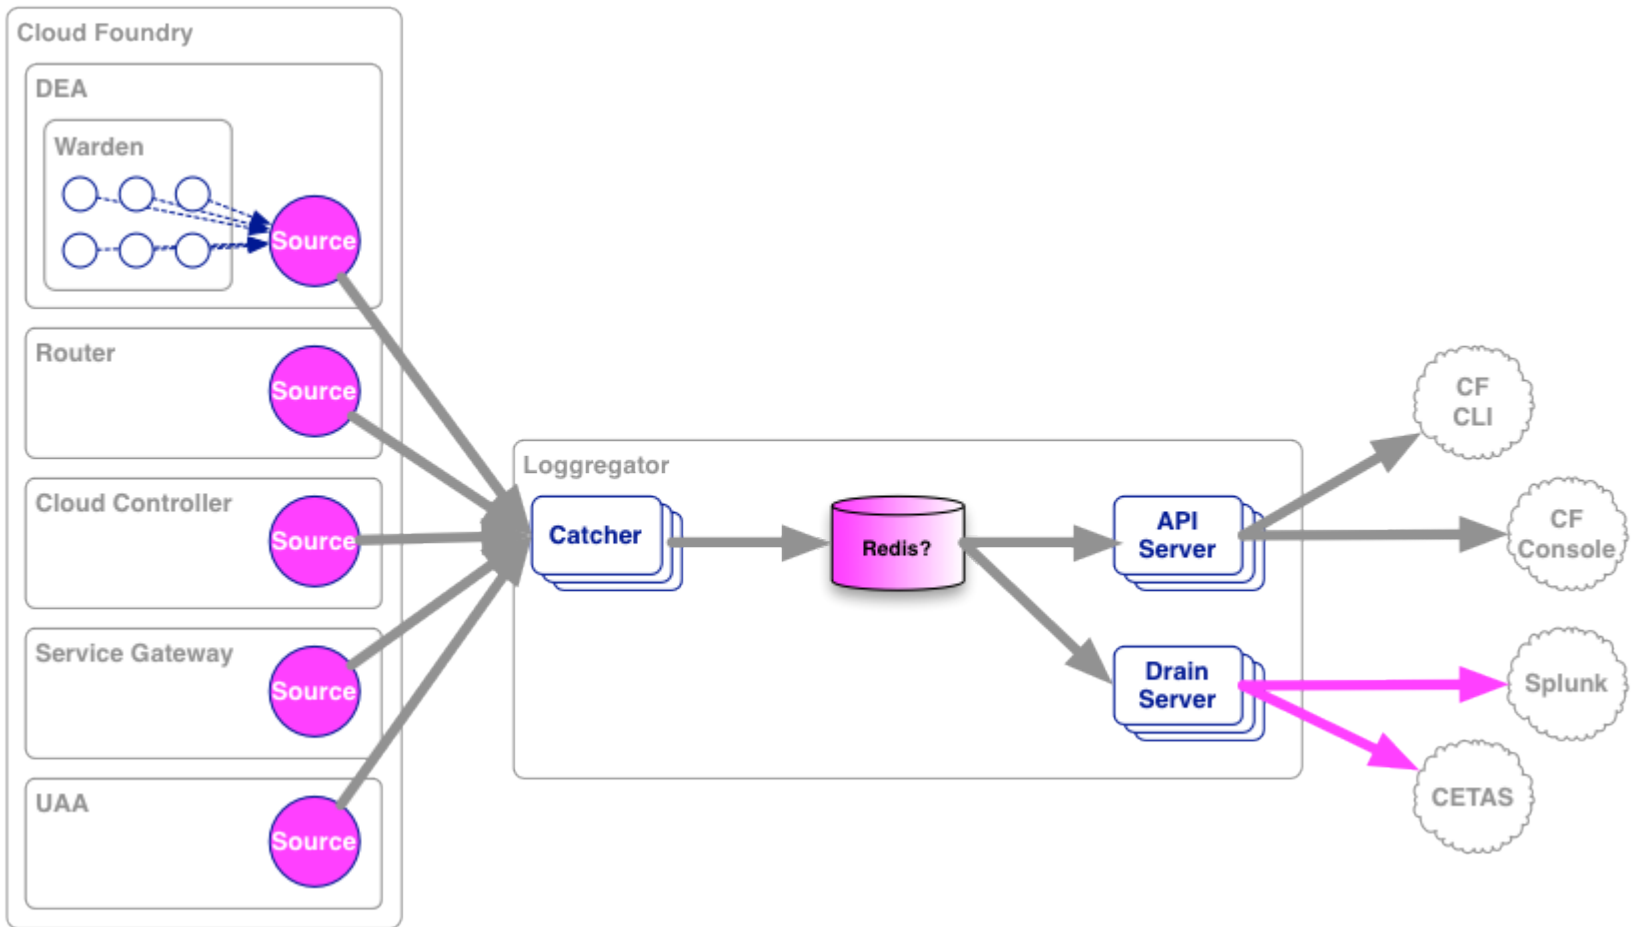 Cloud Foundry
DEA
Warden
Source
Router
Source
Cloud Controller
Source
Service Gateway
Source
UAA
Source
Loggregator
Catcher
Redis?
API
Server
Drain
Server
CF
CLI
CF
Console
Splunk
CETAS